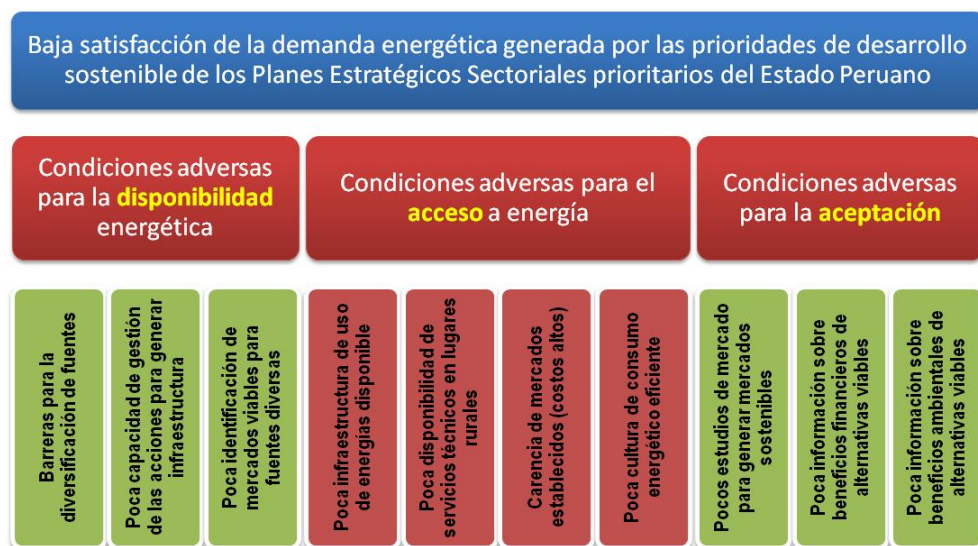 Baja satisfacción de la demanda energética generada por las prioridades de desarrollo
sostenible de los Planes Estratégicos Sectoriales prioritarios del Estado Peruano
Condiciones adversas
para la disponibilidad
energética
Condiciones adversas para el
acceso a energía
Condiciones adversas
para la aceptación
Barreras para la
diversificación de fuentes
Poca capacidad de gestión
de las acciones para generar
infraestructura
Poca identificación de
mercados viables para
fuentes diversas
Poca infraestructura de uso
de energías disponible
Poca disponibilidad de
servicios técnicos en lugares
rurales
Carencia de mercados
establecidos (costos altos)
Poca cultura de consumo
energético eficiente
Pocos estudios de mercado
para generar mercados
sostenibles
Poca información sobre
beneficios financieros de
alternativas viables
Poca información sobre
beneficios ambientales de
alternativas viables